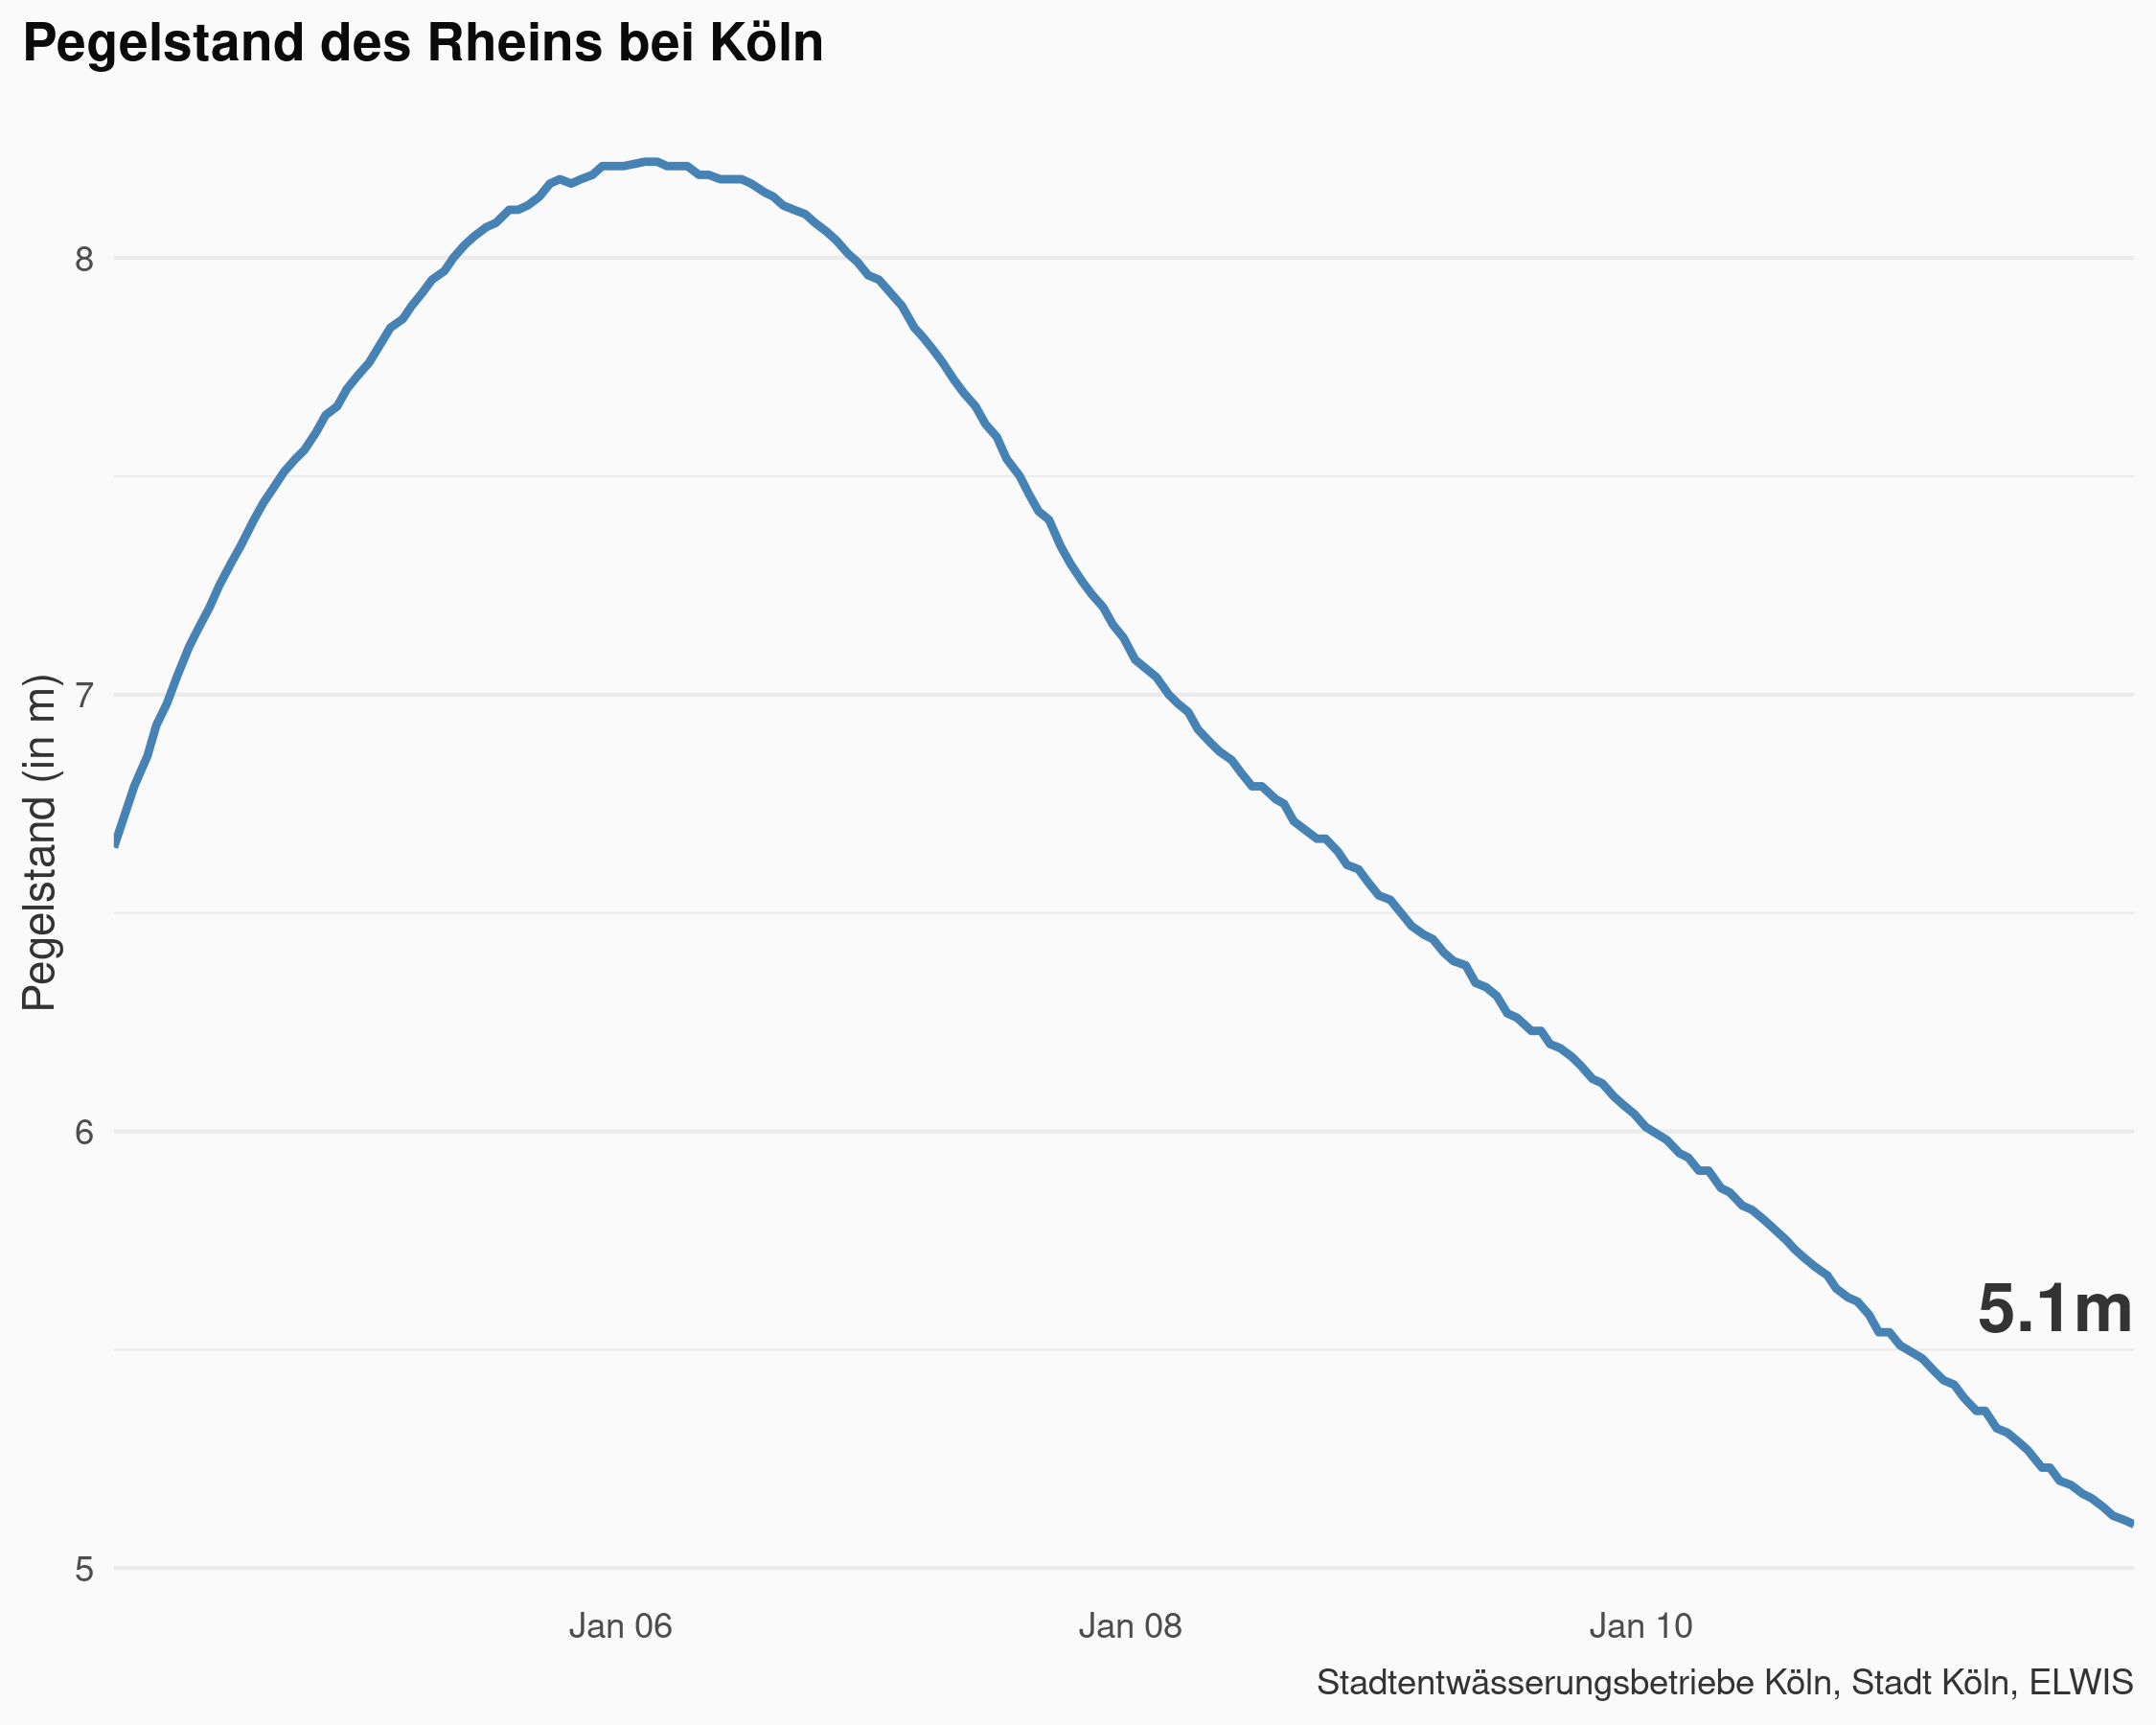 Pegelstand des Rheins bei Köln
Pegelstand (in m)
8
7
6
5
5.1m
Jan 06
Jan 08
Jan 10
Stadtentwässerungsbetriebe Köln, Stadt Köln, ELWIS